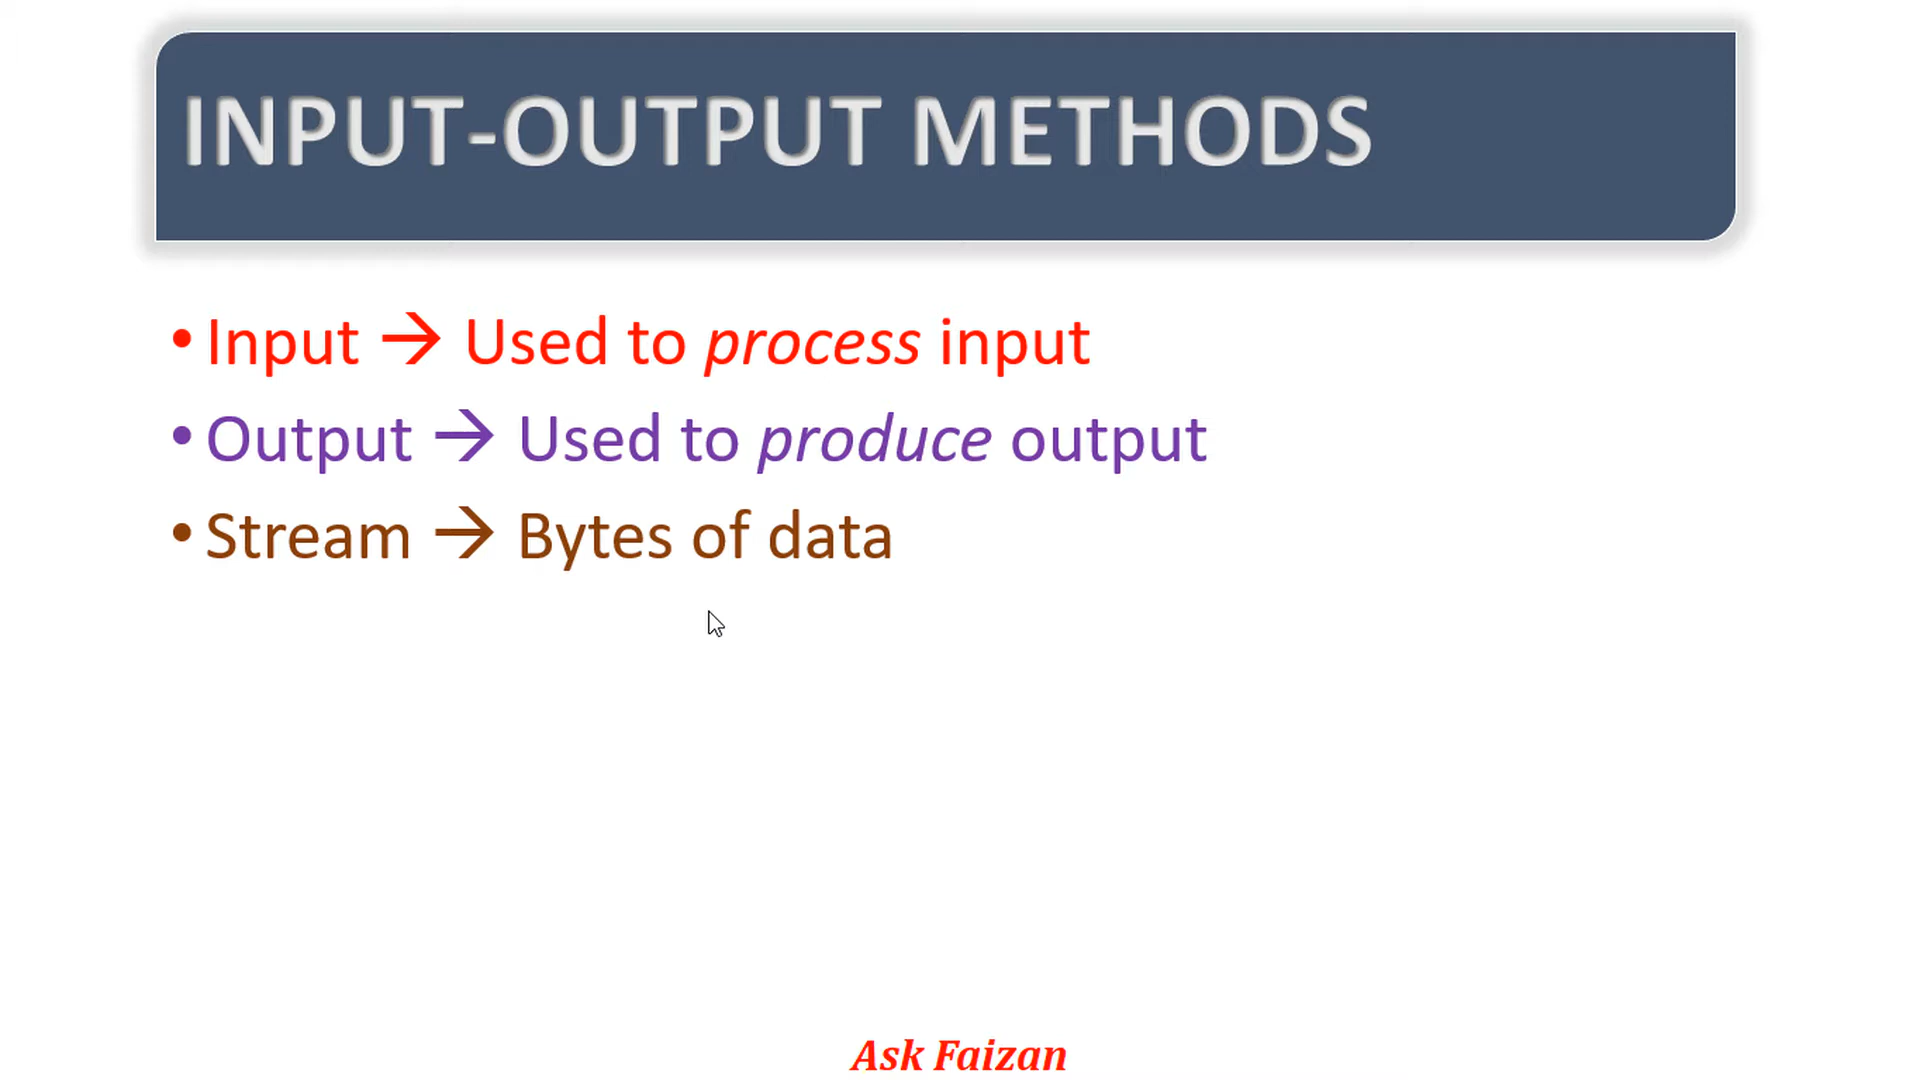 INPUT-OUTPUT METHODS
• Input → Used to process input
• Output → Used to produce output
• Stream → Bytes of data
Ask Faizan